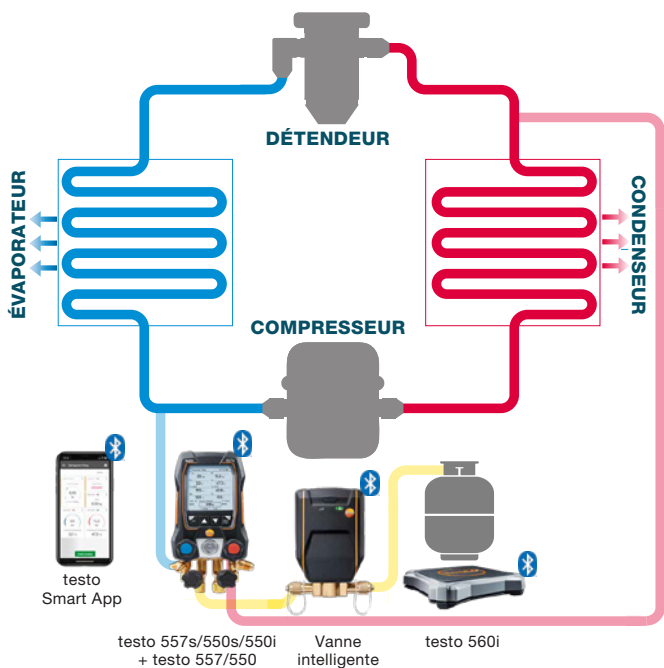 DÉTENDEUR
ÉVAPORATEUR
CONDENSEUR
COMPRESSEUR
T
testo
Smart App
testo 557s/550s/550i
+ testo 557/550
Vanne
intelligente
testo 560i